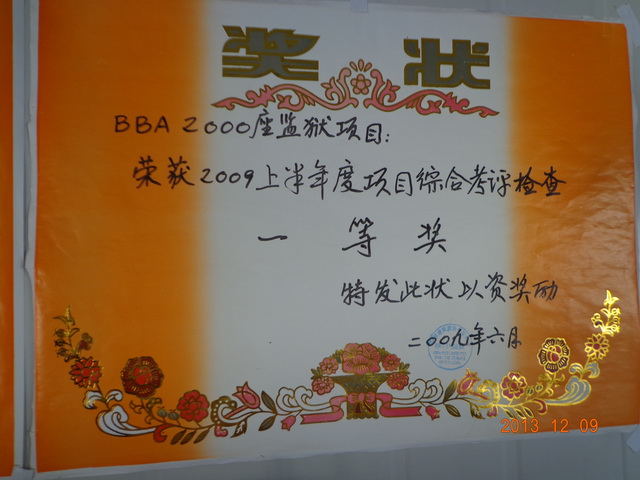 奖 状
BBA 2000座监狱项目:
荣获2009上半年度项目综合考评检查
一 等 奖
特发此状以资奖励
二00九年六月
2013 12 09